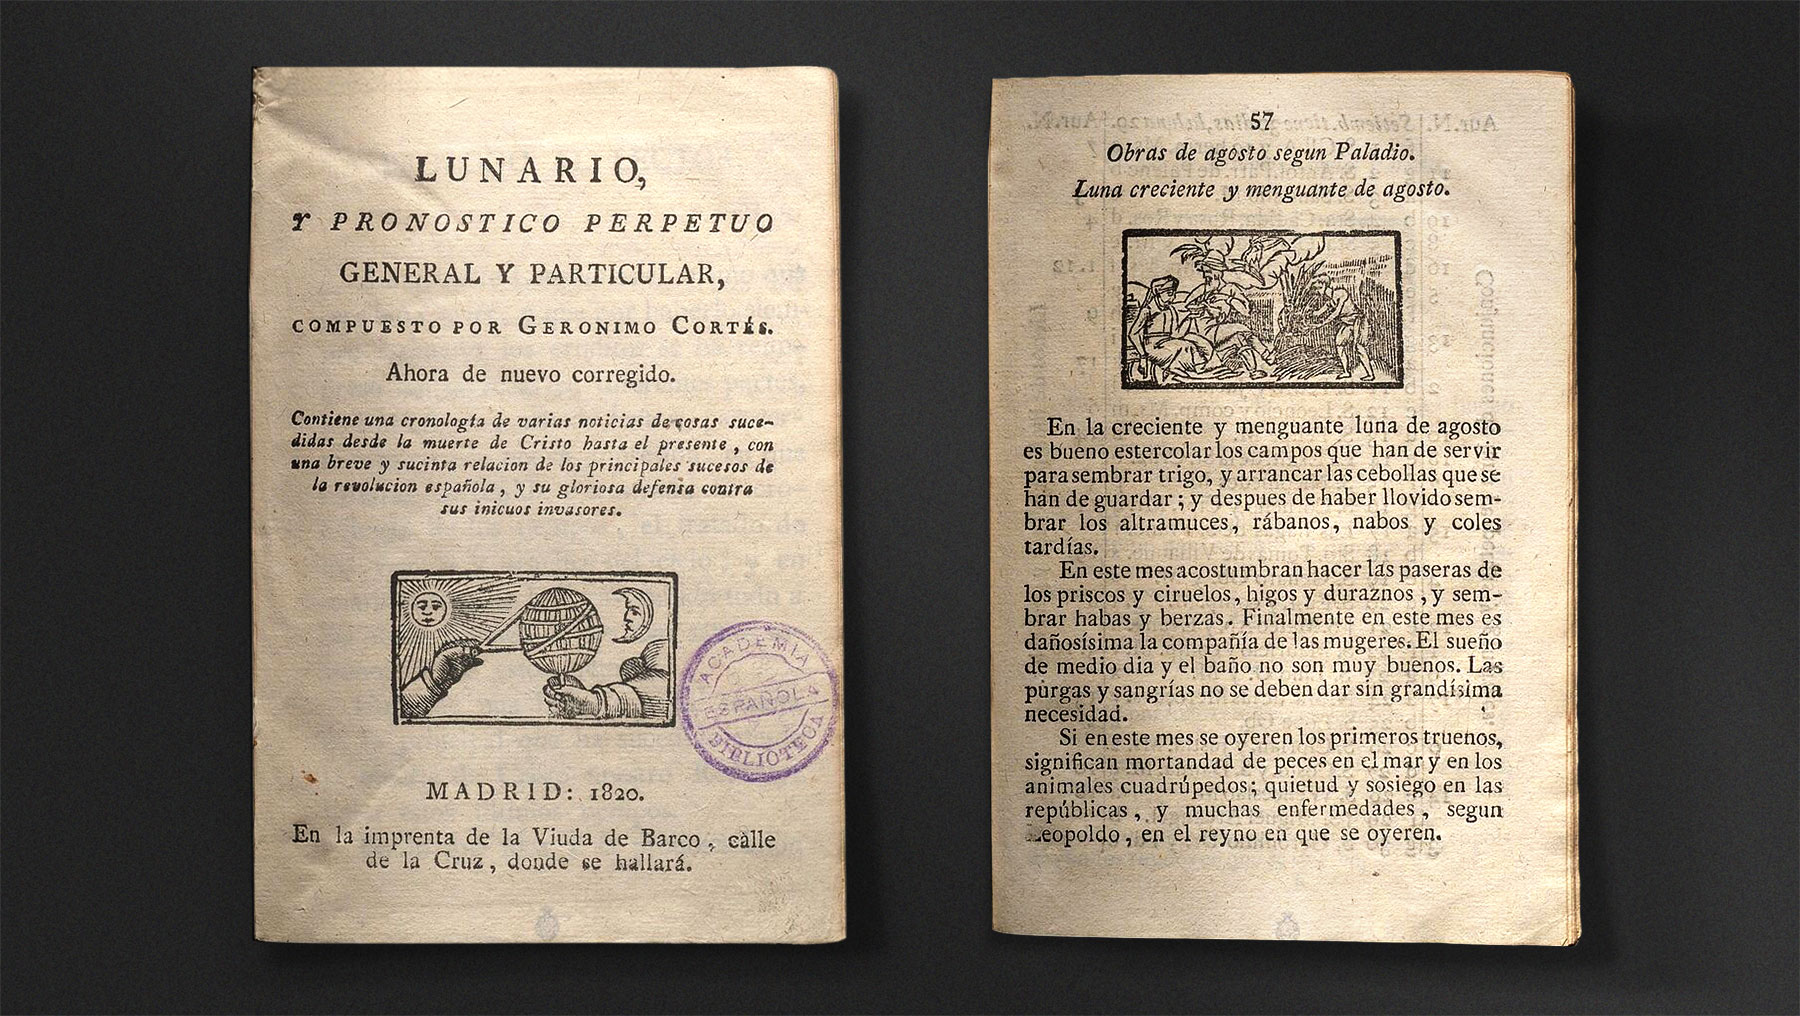 LUNARIO,
Y PRONOSTICO PERPETUO
GENERAL Y PARTICULAR,
COMPUESTO POR GERONIMO CORTÉS.
Ahora de nuevo corregido.
Contiene una cronología de varias noticias de cosas suce-
didas desde la muerte de Cristo hasta el presente, con
una breve y sucinta relacion de los principales sucesos de
la revolucion española, y su gloriosa defensa contra
sus inicuos invasores.
ACADEMIA
ESPAÑOLA
BIBLIOTECA
MADRID: 1820.
En la imprenta de la Viuda de Barco, càlle
de la Cruz, donde se hallará.
57
Obras de agosto segun Paladio.
Luna creciente y menguante de agosto.
En la creciente y menguante luna de agosto
es bueno estercolar los campos que han de servir
para sembrar trigo, y arrancar las cebollas que se
han de guardar; y despues de haber llovido sem-
brar los altramuces, rábanos, nabos y coles
tardías.
En este mes acostumbran hacer las paseras de
los priscos y ciruelos, higos y duraznos, y sem-
brar habas y berzas. Finalmente en este mes es
dañosísima la compañía de las mugeres. El sueño
de medio dia y el baño no son muy buenos. Las
purgas y sangrías no se deben dar sin grandísima
necesidad.
Si en este mes se oyeren los primeros truenos,
significan mortandad de peces en el mar y en los
animales cuadrúpedos; quietud y sosiego en las
repúblicas, y muchas enfermedades, segun
Leopoldo, en el reyno en que se oyeren.